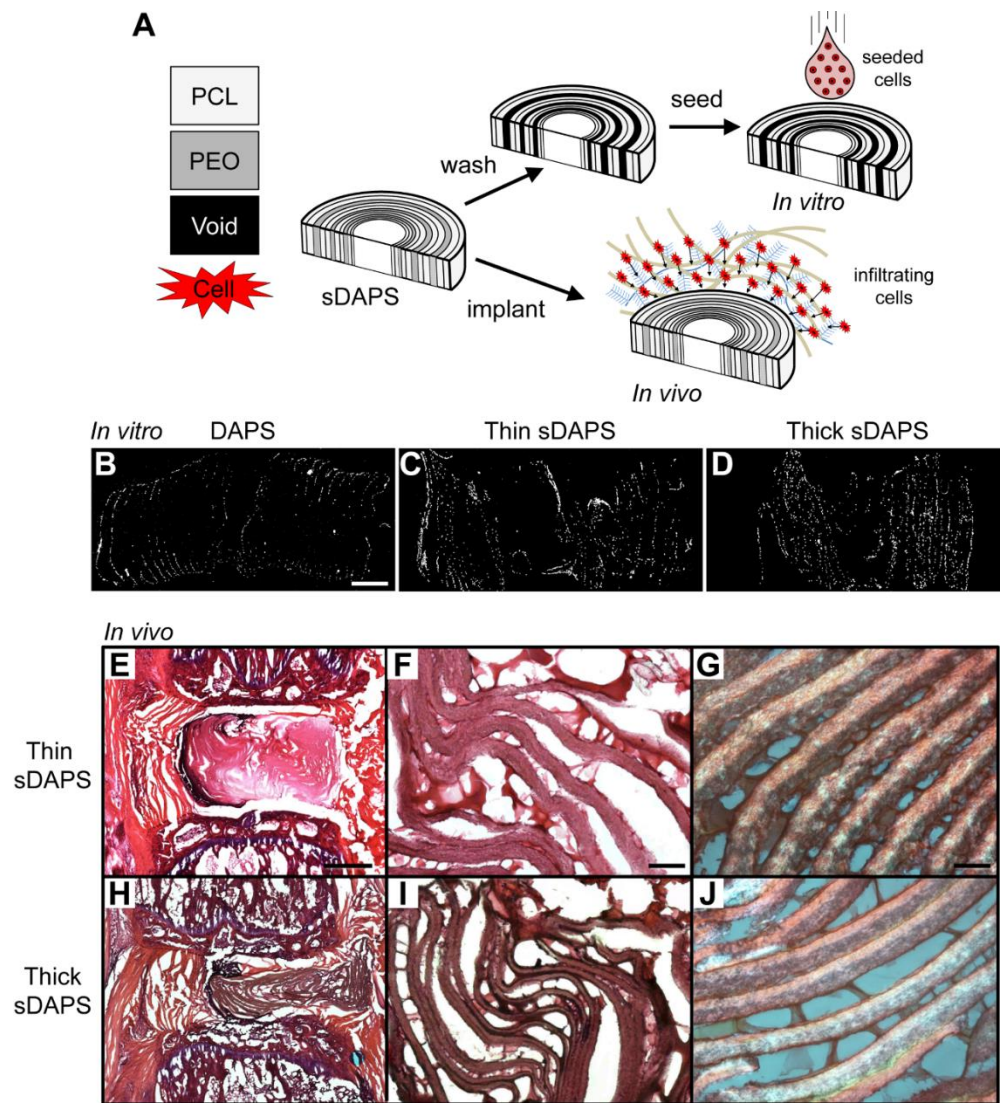 A
PCL
PEO
Void
Cell
sDAPS
wash
implant
seed
seeded
cells
In vitro
infiltrating
cells
In vivo
In vitro DAPS Thin sDAPS Thick sDAPS
B C D
In vivo
E F G
Thin
sDAPS
H I J
Thick
sDAPS